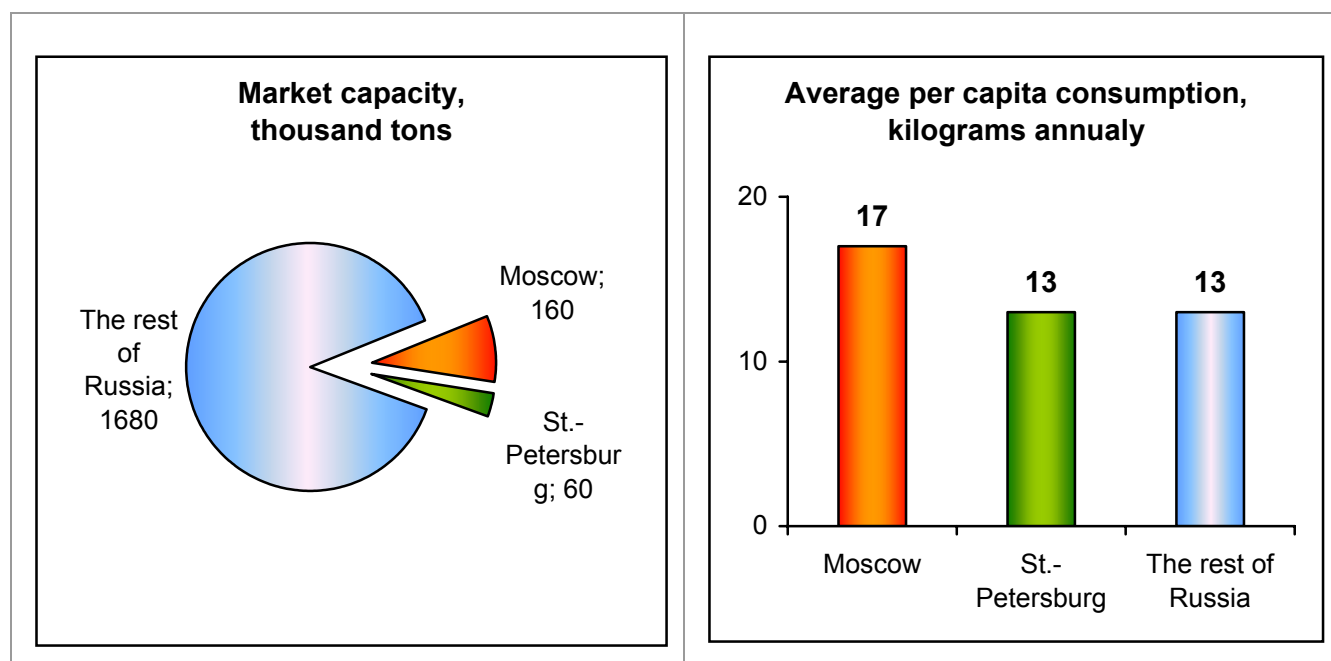 Market capacity,
thousand tons
Moscow;
160
The rest
of
Russia;
1680
St.-
Petersbur
g; 60
Average per capita consumption,
kilograms annualy
20
10
0
17
13
13
Moscow
St.-
Petersburg
The rest of
Russia